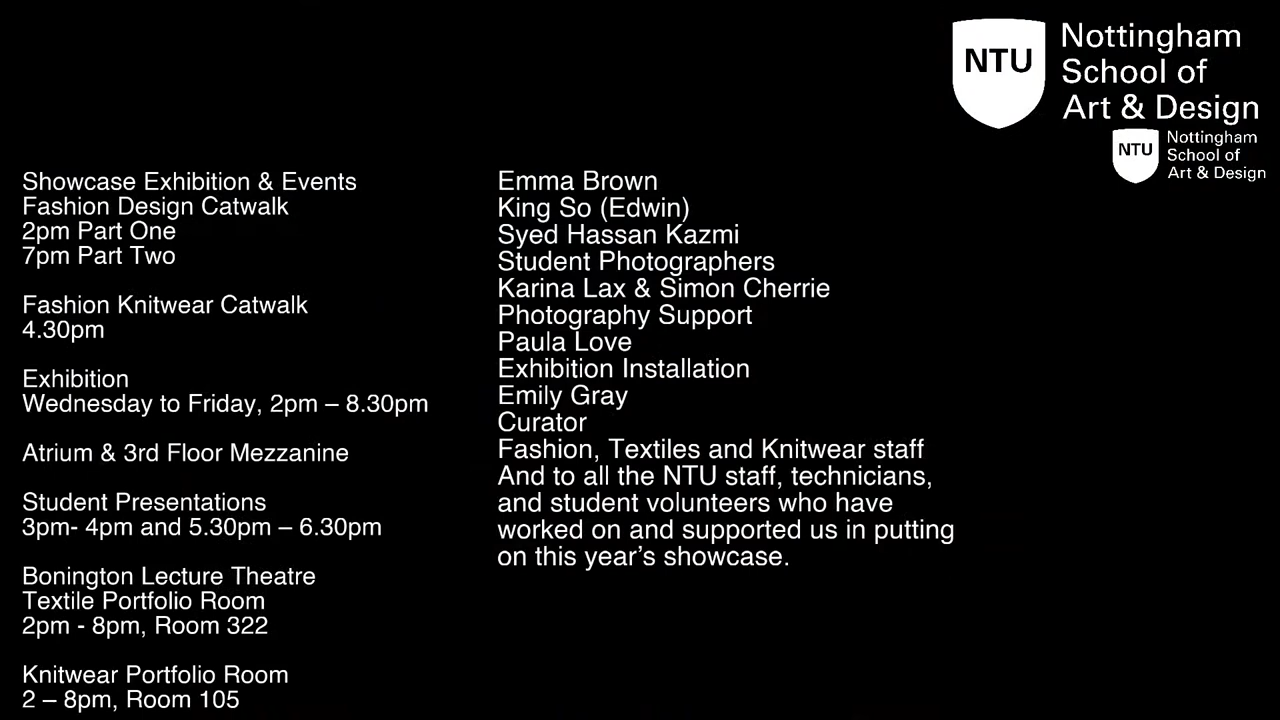 NTU
Nottingham
School of
Art & Design
NTU
Nottingham
School of
Art & Design
Showcase Exhibition & Events
Fashion Design Catwalk
2pm Part One
7pm Part Two
Fashion Knitwear Catwalk
4.30pm
Exhibition
Wednesday to Friday, 2pm – 8.30pm
Atrium & 3rd Floor Mezzanine
Student Presentations
3pm- 4pm and 5.30pm – 6.30pm
Bonington Lecture Theatre
Textile Portfolio Room
2pm - 8pm, Room 322
Knitwear Portfolio Room
2 – 8pm, Room 105
Emma Brown
King So (Edwin)
Syed Hassan Kazmi
Student Photographers
Karina Lax & Simon Cherrie
Photography Support
Paula Love
Exhibition Installation
Emily Gray
Curator
Fashion, Textiles and Knitwear staff
And to all the NTU staff, technicians,
and student volunteers who have
worked on and supported us in putting
on this year’s showcase.